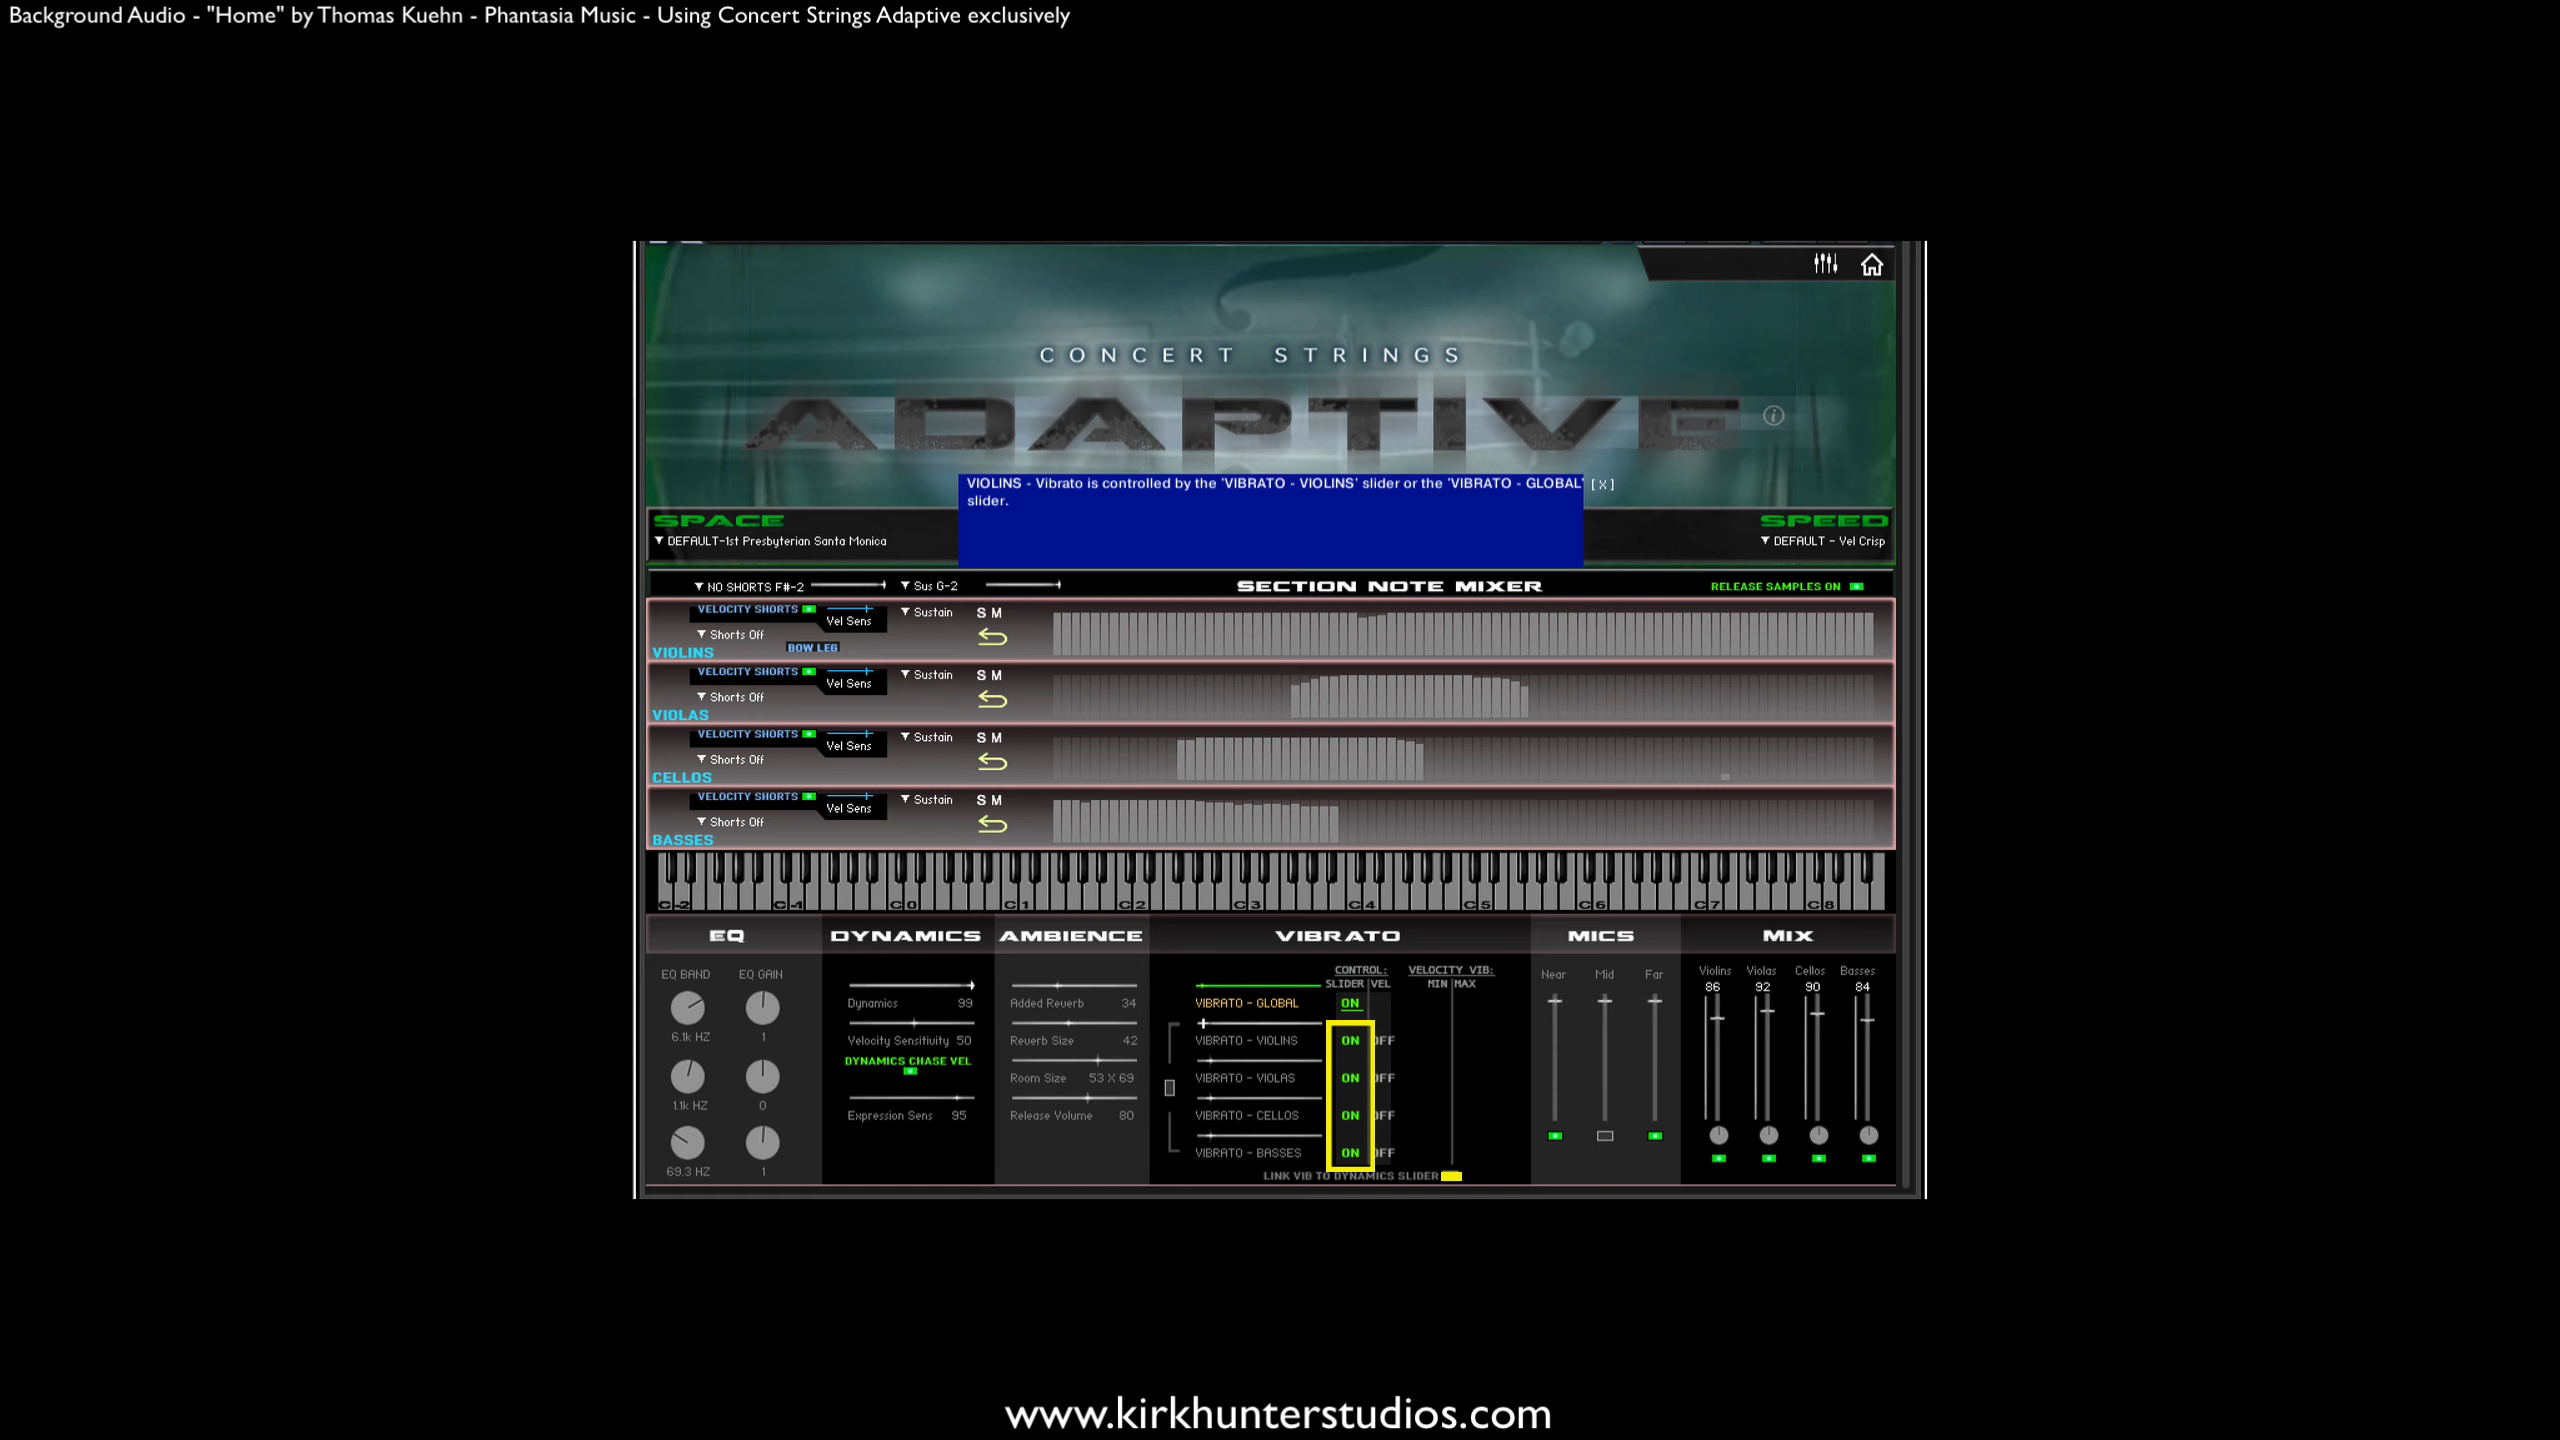 Background Audio - "Home" by Thomas Kuehn - Phantasia Music - Using Concert Strings Adaptive exclusively
CONCERT STRINGS
ADAPTIVE
VIOLINS - Vibrato is controlled by the 'VIBRATO - VIOLINS' slider or the 'VIBRATO - GLOBAL' [X]
slider.
SPACE SPEED
DEFAULT-1st Presbyterian Santa Monica DEFAULT - Vel Crisp
NO SHORTS F#-2 Sus G-2 SECTION NOTE MIXER RELEASE SAMPLES ON
VELOCITY SHORTS Vel Sens Sustain S M
Shorts Off
VIOLINS BOW LEG
VELOCITY SHORTS Vel Sens Sustain S M
Shorts Off
VIOLAS
VELOCITY SHORTS Vel Sens Sustain S M
Shorts Off
CELLOS
VELOCITY SHORTS Vel Sens Sustain S M
Shorts Off
BASSES
C-2 C-1 C0 C1 C2 C3 C4 C5 C6 C7 C8
EQ DYNAMICS AMBIENCE VIBRATO MICS MIX
EQ BAND EQ GAIN
6.1k HZ 1
1.1k HZ 0
69.3 HZ 1
Dynamics 99
Velocity Sensitivity 50
DYNAMICS CHASE VEL
Expression Sens 95
Added Reverb 34
Reverb Size 42
Room Size 53 X 69
Release Volume 80
CONTROL: VELOCITY VIB:
SLIDER VEL MIN MAX
VIBRATO - GLOBAL ON
VIBRATO - VIOLINS ON OFF
VIBRATO - VIOLAS ON OFF
VIBRATO - CELLOS ON OFF
VIBRATO - BASSES ON OFF
LINK VIB TO DYNAMICS SLIDER
Near Mid Far
Violins Violas Cellos Basses
86 92 90 84
www.kirkhunterstudios.com